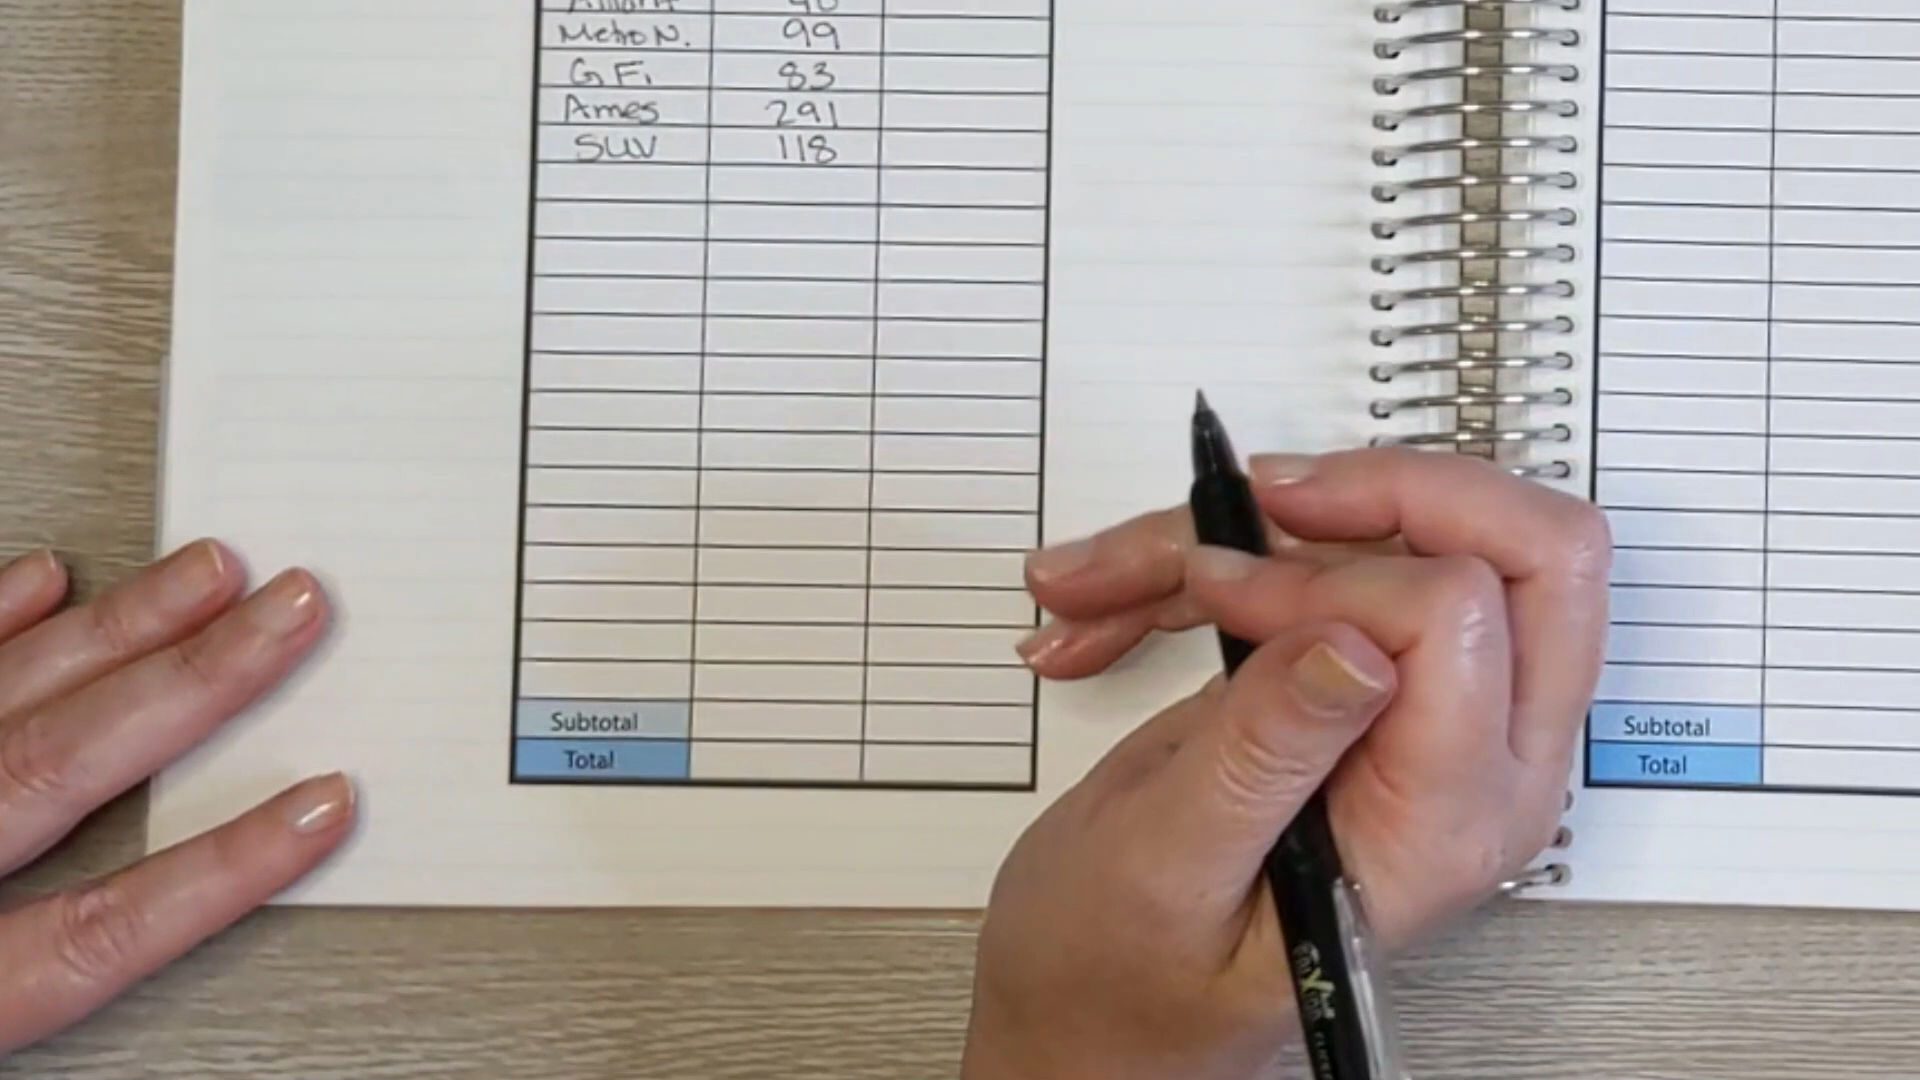 Metro N. 99
G.F. 83
Ames 291
SUV 118
Subtotal
Total
Subtotal
Total